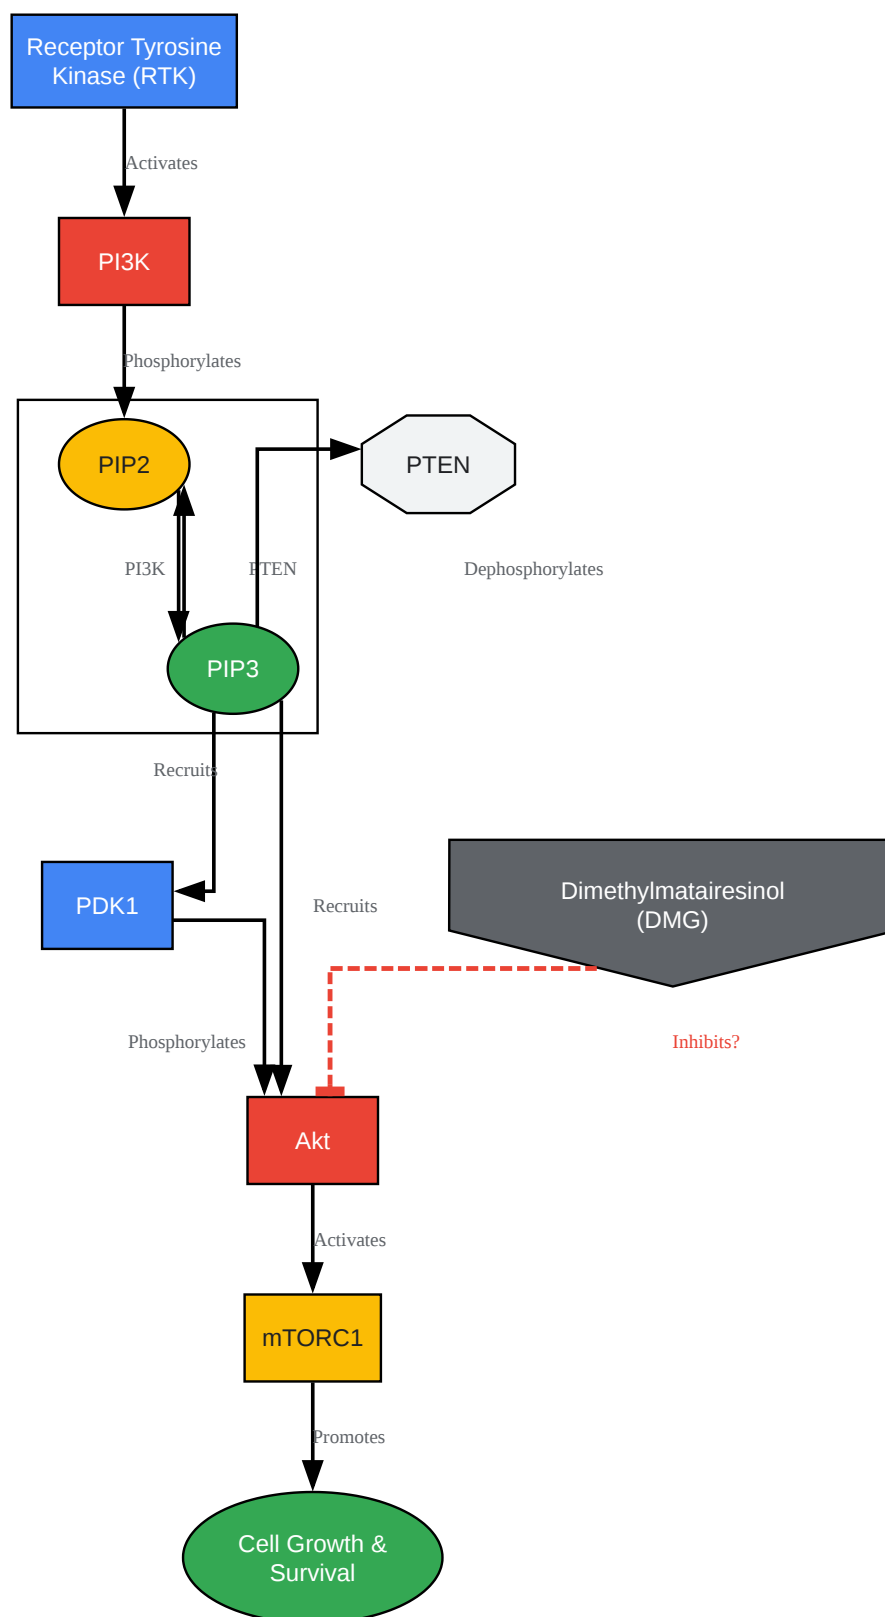 Receptor Tyrosine
Kinase (RTK)
Activates
PI3K
Phosphorylates
PIP2
PTEN
PI3K
PTEN
Dephosphorylates
PIP3
Recruits
PDK1
Recruits
Dimethylmatairesinol
(DMG)
Phosphorylates
Inhibits?
Akt
Activates
mTORC1
Promotes
Cell Growth &
Survival